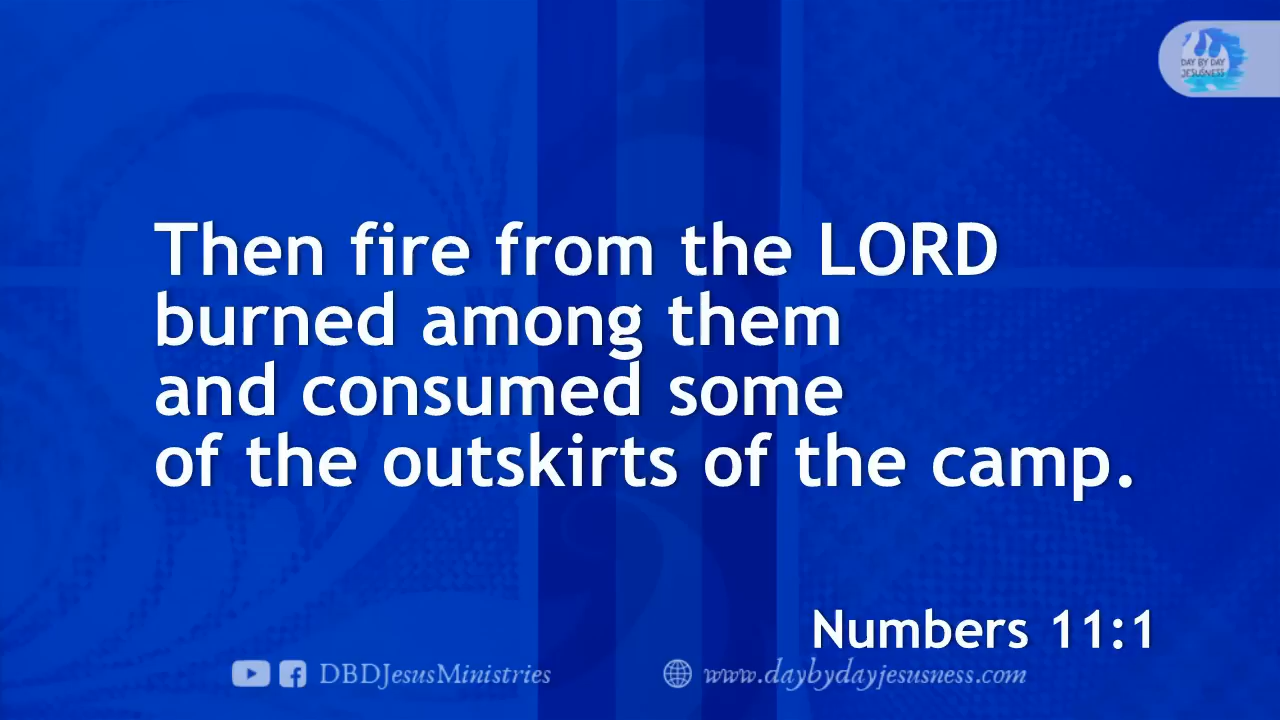 DAY BY DAY
JESUSNESS
Then fire from the LORD
burned among them
and consumed some
of the outskirts of the camp.
Numbers 11:1
DBDJesusMinistries
www.daybydayjesusness.com